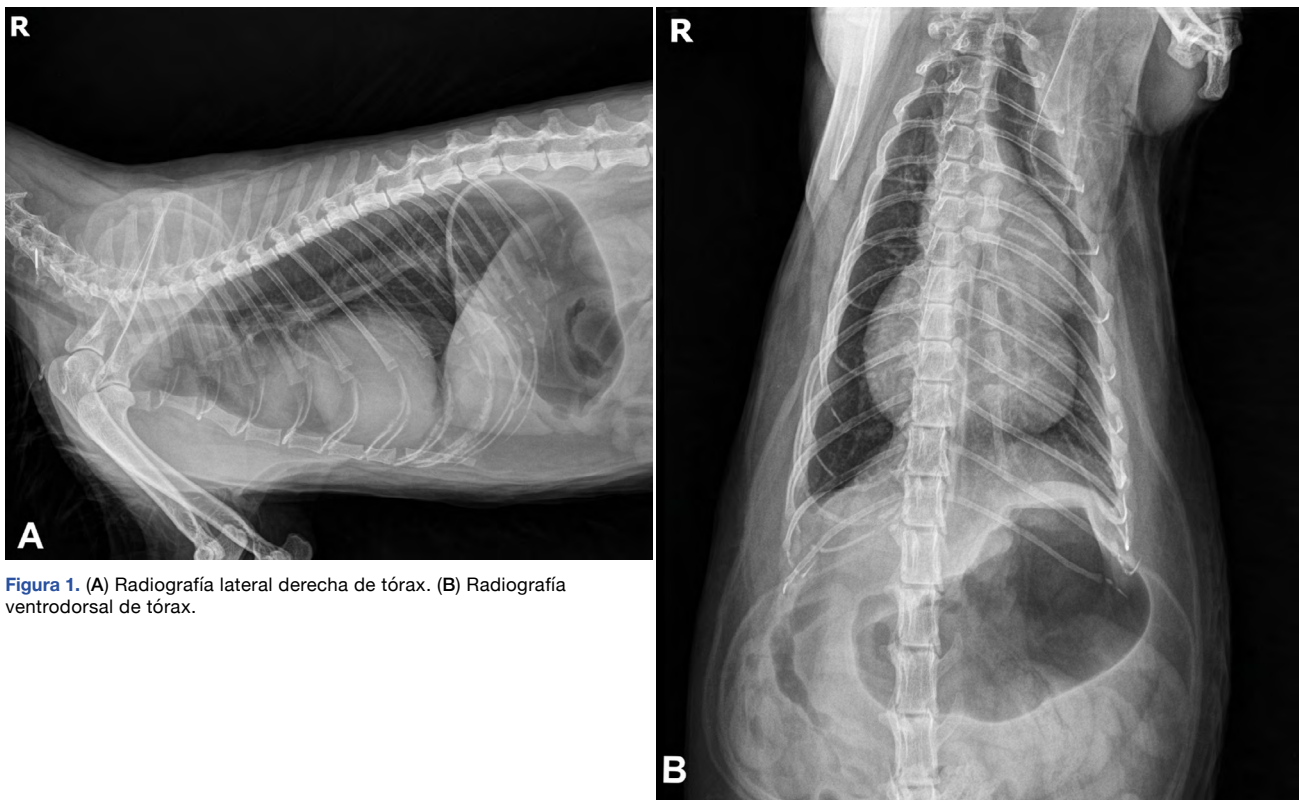 R
A
Figura 1. (A) Radiografía lateral derecha de tórax. (B) Radiografía
ventrodorsal de tórax.
R
B